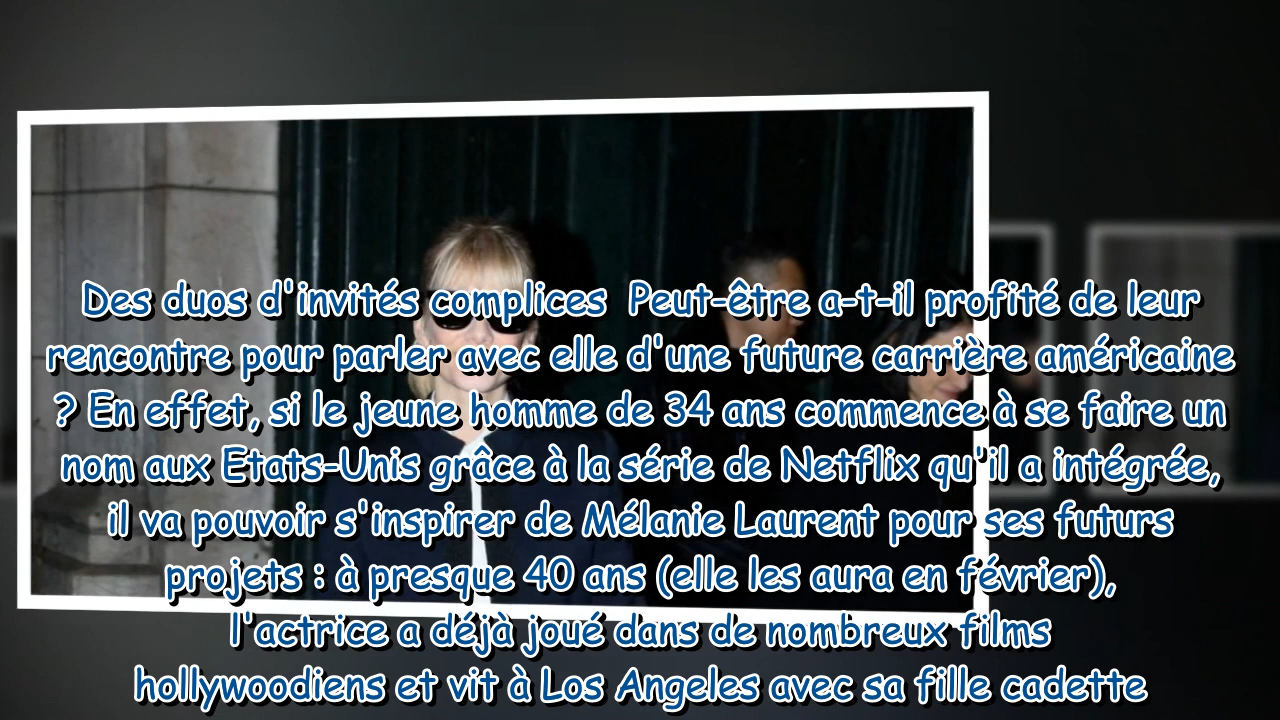 Des duos d'invités complices  Peut-être a-t-il profité de leur
rencontre pour parler avec elle d'une future carrière américaine
? En effet, si le jeune homme de 34 ans commence à se faire un
nom aux Etats-Unis grâce à la série de Netflix qu'il a intégrée,
il va pouvoir s'inspirer de Mélanie Laurent pour ses futurs
projets : à presque 40 ans (elle les aura en février),
l'actrice a déjà joué dans de nombreux films
hollywoodiens et vit à Los Angeles avec sa fille cadette